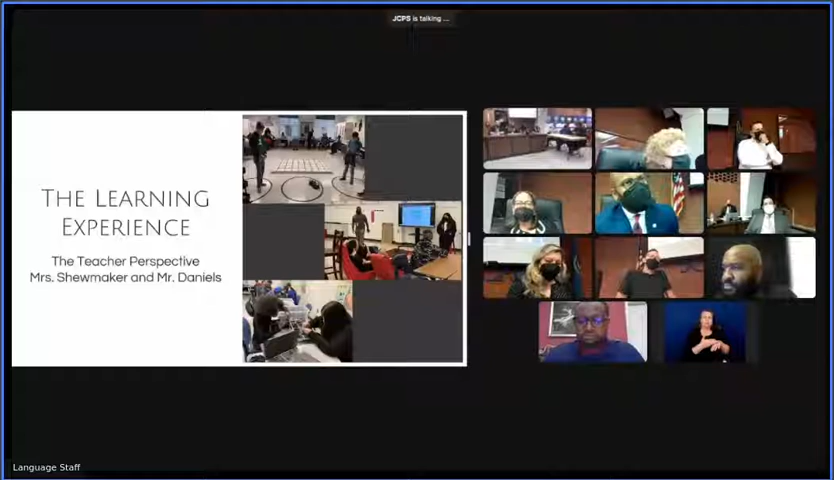 JCPS is talking ...
THE LEARNING
EXPERIENCE
The Teacher Perspective
Mrs. Shewmaker and Mr. Daniels
Language Staff